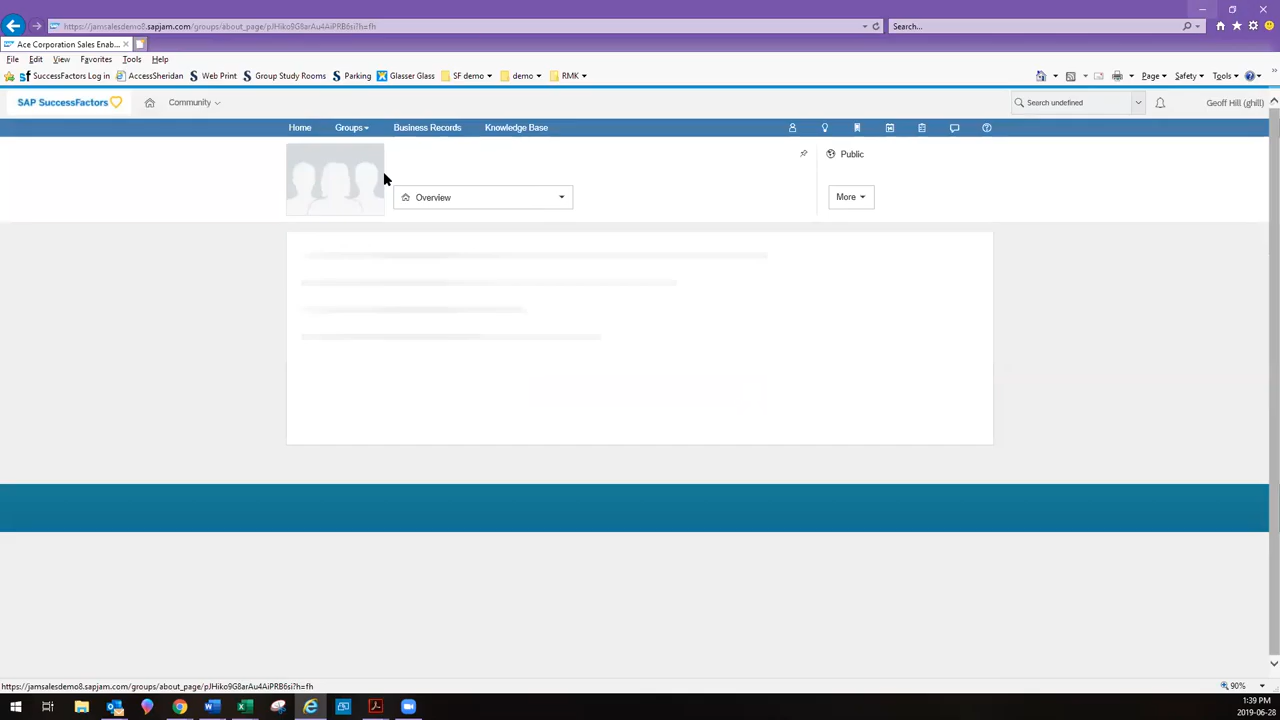 https://jamsalesdemo8.sapjam.com/groups/about_page/pJHiko9G8arAu4AiPRB6si?h=fh
Search...
Ace Corporation Sales Enab...
File Edit View Favorites Tools Help
SuccessFactors Log in AccessSheridan Web Print Group Study Rooms Parking Glasser Glass SF demo demo RMK Page Safety Tools
SAP SuccessFactors Community Search undefined Geoff Hill (ghill)
Home Groups Business Records Knowledge Base
Public
Overview More
https://jamsalesdemo8.sapjam.com/groups/about_page/pJHiko9G8arAu4AiPRB6si?h=fh
90%
1:39 PM
2019-06-28